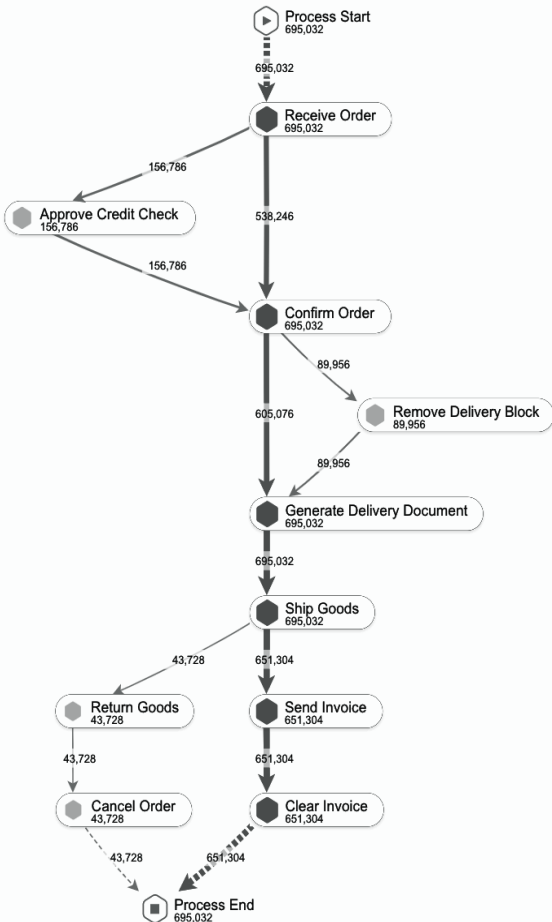 Process Start
695,032
695,032
Receive Order
695,032
156,786
Approve Credit Check
156,786
538,246
156,786
Confirm Order
695,032
89,956
605,076
Remove Delivery Block
89,956
89,956
Generate Delivery Document
695,032
695,032
Ship Goods
695,032
43,728
651,304
Return Goods
43,728
Send Invoice
651,304
43,728
651,304
Cancel Order
43,728
Clear Invoice
651,304
43,728
651,304
Process End
695,032